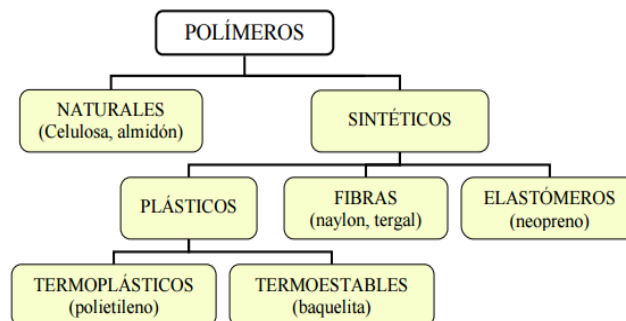 POLÍMEROS
NATURALES
(Celulosa, almidón)
SINTÉTICOS
PLÁSTICOS
FIBRAS
(naylon, tergal)
ELASTÓMEROS
(neopreno)
TERMOPLÁSTICOS
(polietileno)
TERMOESTABLES
(baquelita)